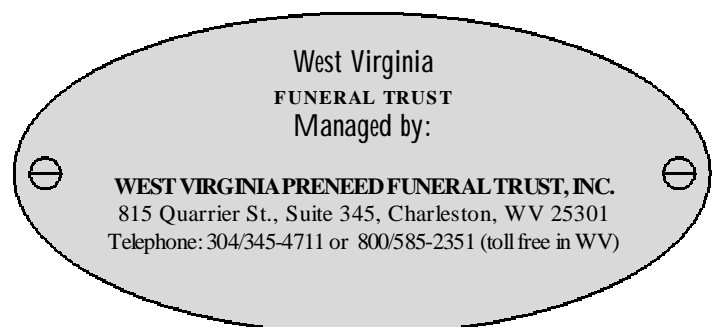 West Virginia
FUNERAL TRUST
Managed by:
WEST VIRGINIA PRENEED FUNERAL TRUST, INC.
815 Quarrier St., Suite 345, Charleston, WV 25301
Telephone: 304/345-4711 or 800/585-2351 (toll free in WV)